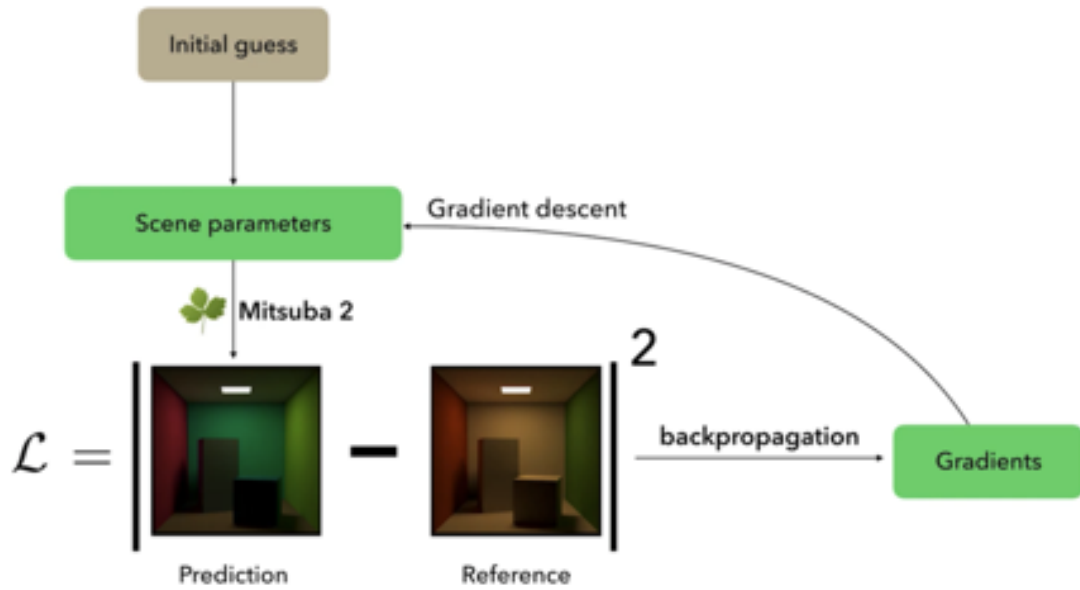 Initial guess
Scene parameters
Gradient descent
Mitsuba 2
2
ℒ =
−
backpropagation
Gradients
Prediction
Reference